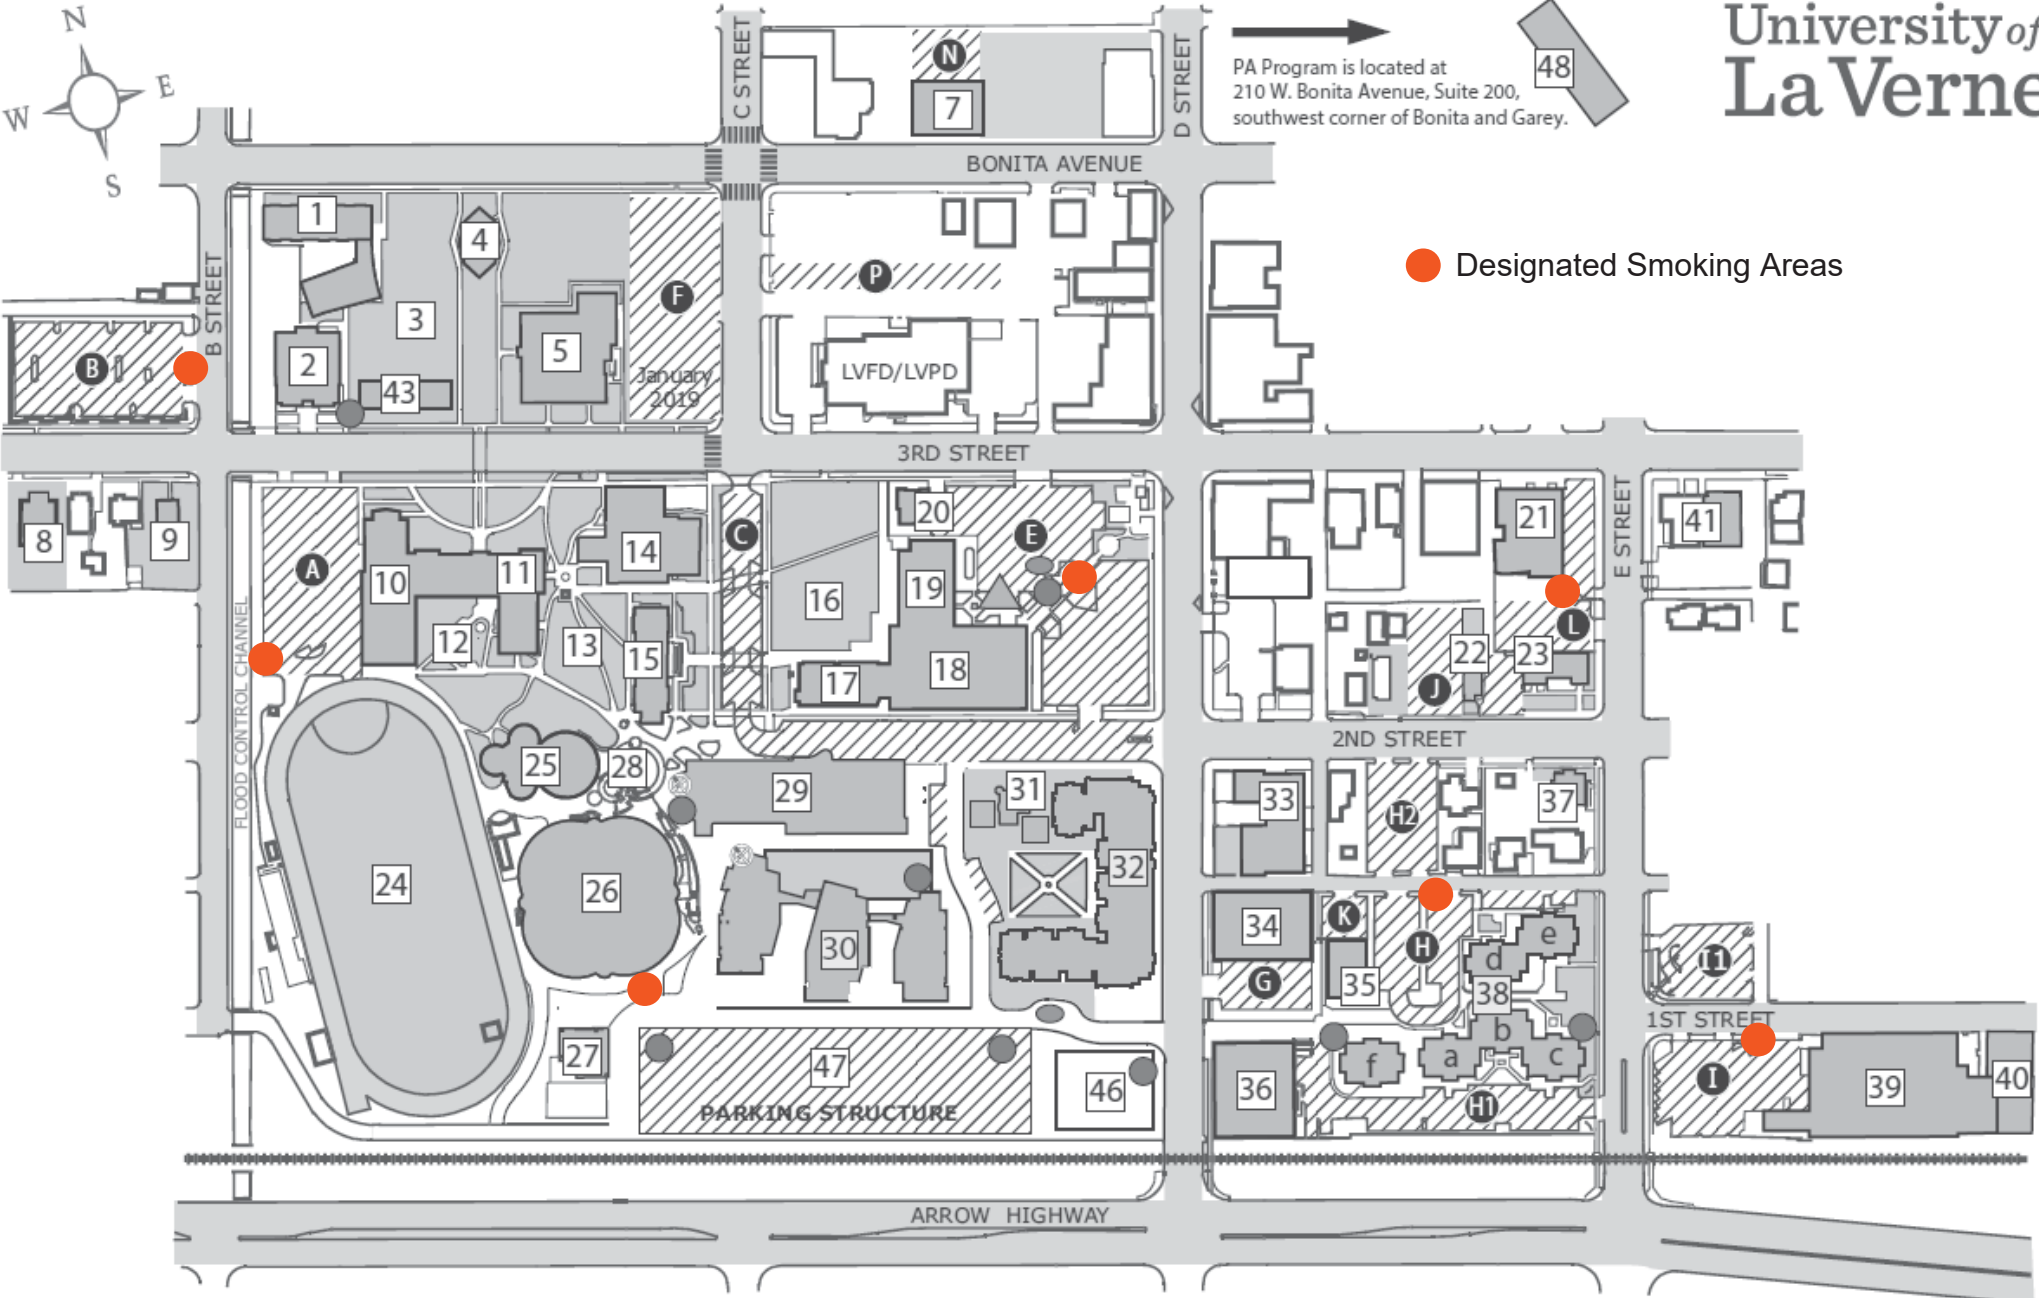 N
E
W
S
C STREET
D STREET
N
7
PA Program is located at
210 W. Bonita Avenue, Suite 200,
southwest corner of Bonita and Garey.
48
University of
La Verne
BONITA AVENUE
B STREET
1
4
3
2
5
43
F
January
2019
P
LVFD/LVPD
B
Designated Smoking Areas
3RD STREET
8
9
A
10
11
12
13
14
15
C
16
17
18
19
20
E
21
22
23
L
J
E STREET
41
FLOOD CONTROL CHANNEL
2ND STREET
24
25
28
26
27
29
30
31
32
33
H2
37
34
K
G
35
H
e
d
38
b
a
c
f
36
H1
I1
1ST STREET
I
39
40
47
PARKING STRUCTURE
46
ARROW HIGHWAY